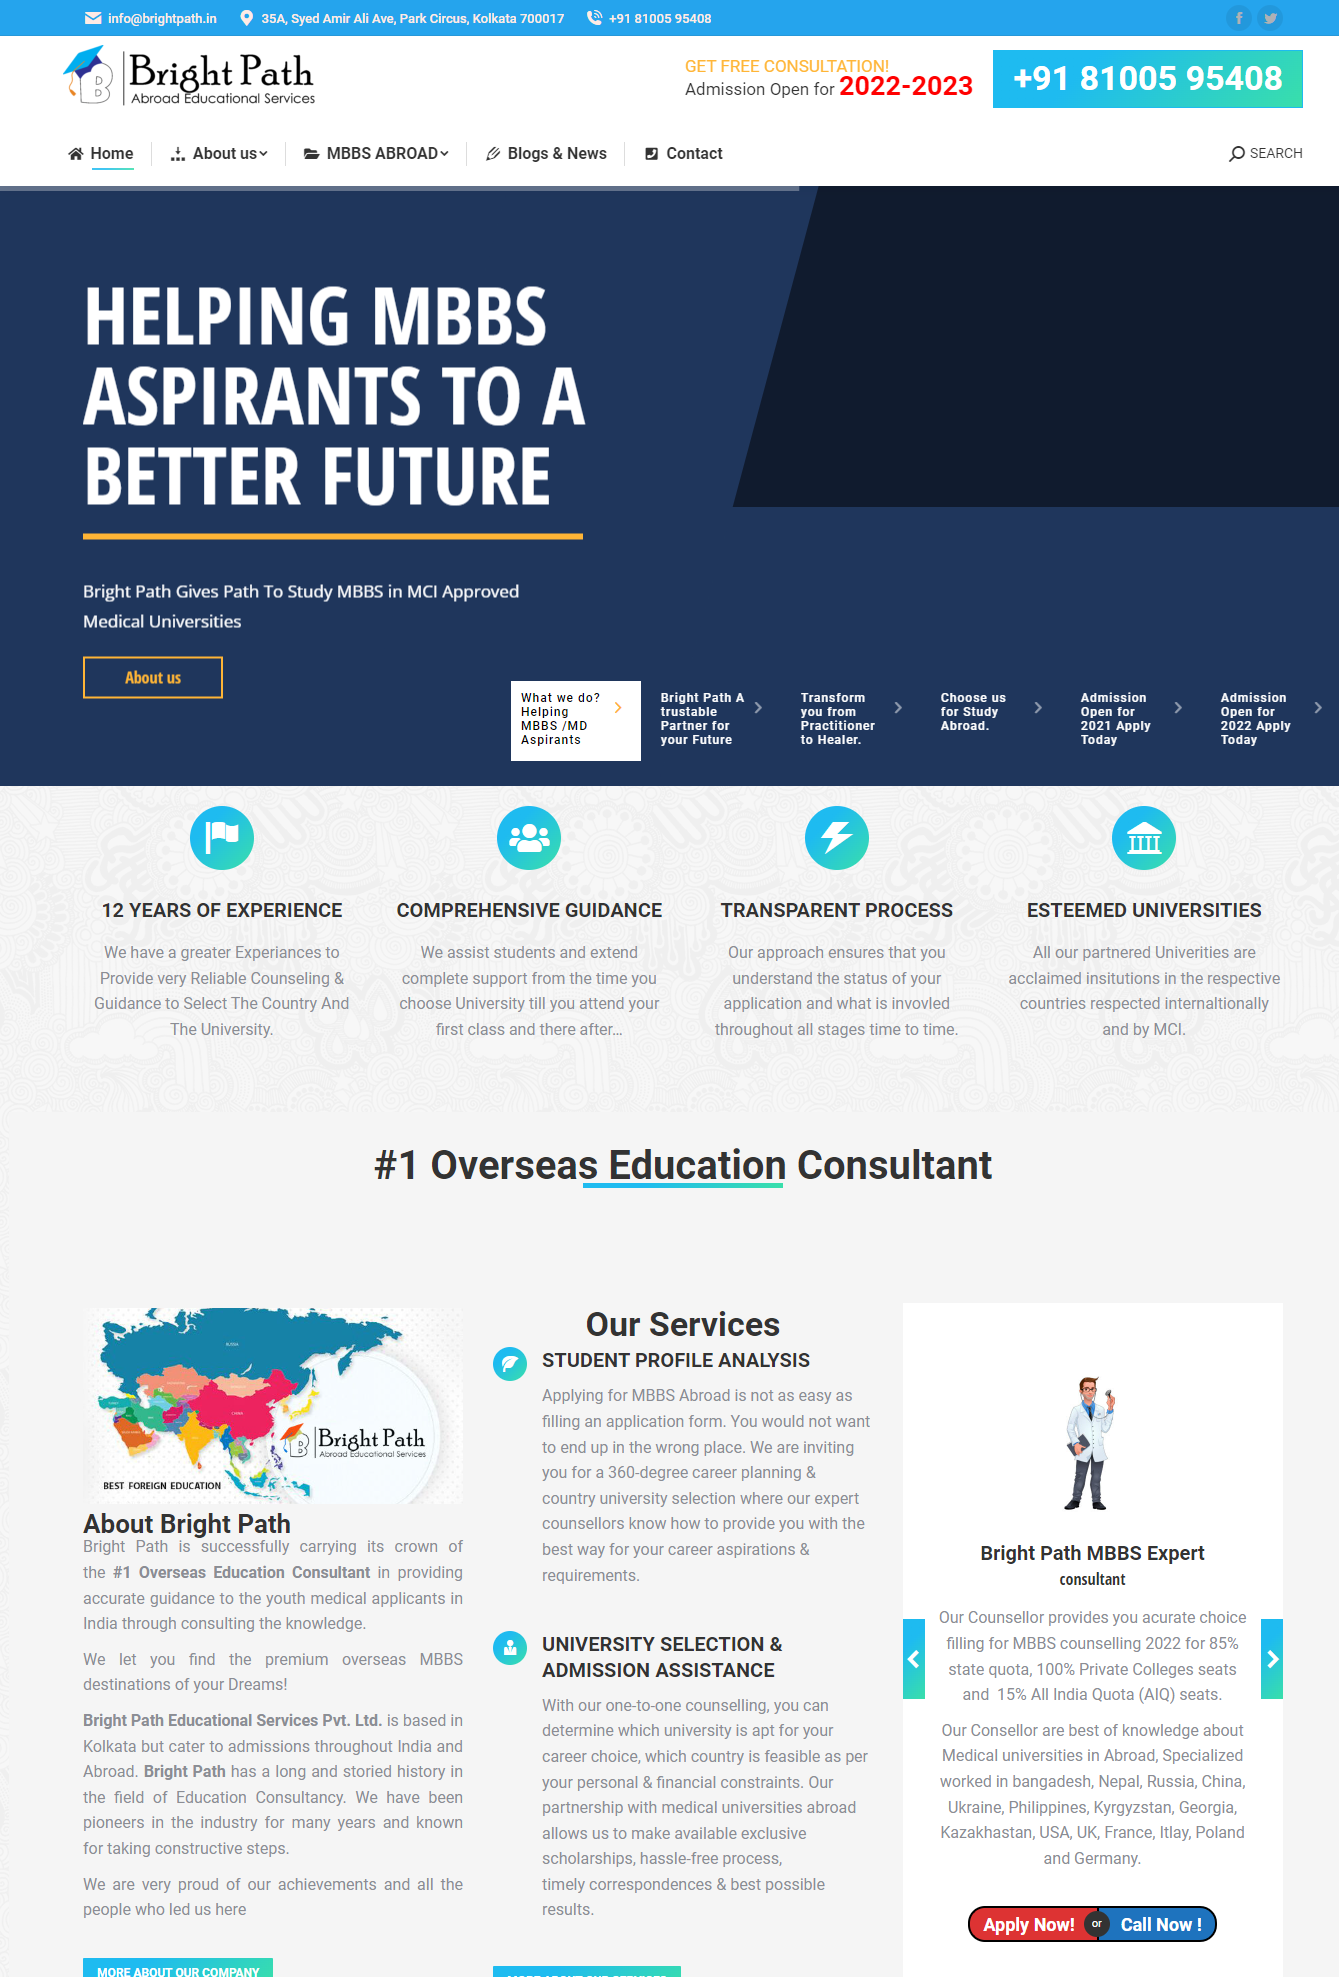 info@brightpath.in
35A, Syed Amir Ali Ave, Park Circus, Kolkata 700017
+91 81005 95408
B
D
D
Bright Path
Abroad Educational Services
GET FREE CONSULTATION!
Admission Open for 2022-2023
+91 81005 95408
Home
About us
MBBS ABROAD
Blogs & News
Contact
SEARCH
HELPING MBBS
ASPIRANTS TO A
BETTER FUTURE
Bright Path Gives Path To Study MBBS in MCI Approved
Medical Universities
About us
What we do?
Helping
MBBS /MD
Aspirants
Bright Path A
trustable
Partner for
your Future
Transform
you from
Practitioner
to Healer.
Choose us
for Study
Abroad.
Admission
Open for
2021 Apply
Today
Admission
Open for
2022 Apply
Today
12 YEARS OF EXPERIENCE
We have a greater Experiances to
Provide very Reliable Counseling &
Guidance to Select The Country And
The University.
COMPREHENSIVE GUIDANCE
We assist students and extend
complete support from the time you
choose University till you attend your
first class and there after...
TRANSPARENT PROCESS
Our approach ensures that you
understand the status of your
application and what is invovled
throughout all stages time to time.
ESTEEMED UNIVERSITIES
All our partnered Univerities are
acclaimed insitutions in the respective
countries respected internaltionally
and by MCI.
#1 Overseas Education Consultant
RUSSIA
CHINA
Bright Path
Abroad Educational Services
BEST FOREIGN EDUCATION
About Bright Path
Bright Path is successfully carrying its crown of
the #1 Overseas Education Consultant in providing
accurate guidance to the youth medical applicants in
India through consulting the knowledge.
We let you find the premium overseas MBBS
destinations of your Dreams!
Bright Path Educational Services Pvt. Ltd. is based in
Kolkata but cater to admissions throughout India and
Abroad. Bright Path has a long and storied history in
the field of Education Consultancy. We have been
pioneers in the industry for many years and known
for taking constructive steps.
We are very proud of our achievements and all the
people who led us here
MORE ABOUT OUR COMPANY
Our Services
STUDENT PROFILE ANALYSIS
Applying for MBBS Abroad is not as easy as
filling an application form. You would not want
to end up in the wrong place. We are inviting
you for a 360-degree career planning &
country university selection where our expert
counsellors know how to provide you with the
best way for your career aspirations &
requirements.
UNIVERSITY SELECTION &
ADMISSION ASSISTANCE
With our one-to-one counselling, you can
determine which university is apt for your
career choice, which country is feasible as per
your personal & financial constraints. Our
partnership with medical universities abroad
allows us to make available exclusive
scholarships, hassle-free process,
timely correspondences & best possible
results.
Bright Path MBBS Expert
consultant
Our Counsellor provides you acurate choice
filling for MBBS counselling 2022 for 85%
state quota, 100% Private Colleges seats
and 15% All India Quota (AIQ) seats.
Our Consellor are best of knowledge about
Medical universities in Abroad, Specialized
worked in bangadesh, Nepal, Russia, China,
Ukraine, Philippines, Kyrgyzstan, Georgia,
Kazakhastan, USA, UK, France, Itlay, Poland
and Germany.
Apply Now!
or
Call Now !